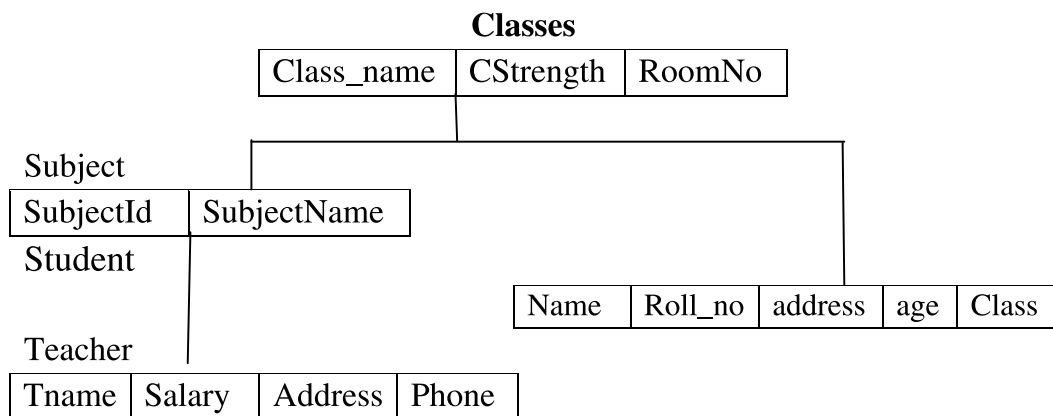 Classes
Class_name CStrength RoomNo
Subject
SubjectId SubjectName
Student
Name Roll_no address age Class
Teacher
Tname Salary Address Phone